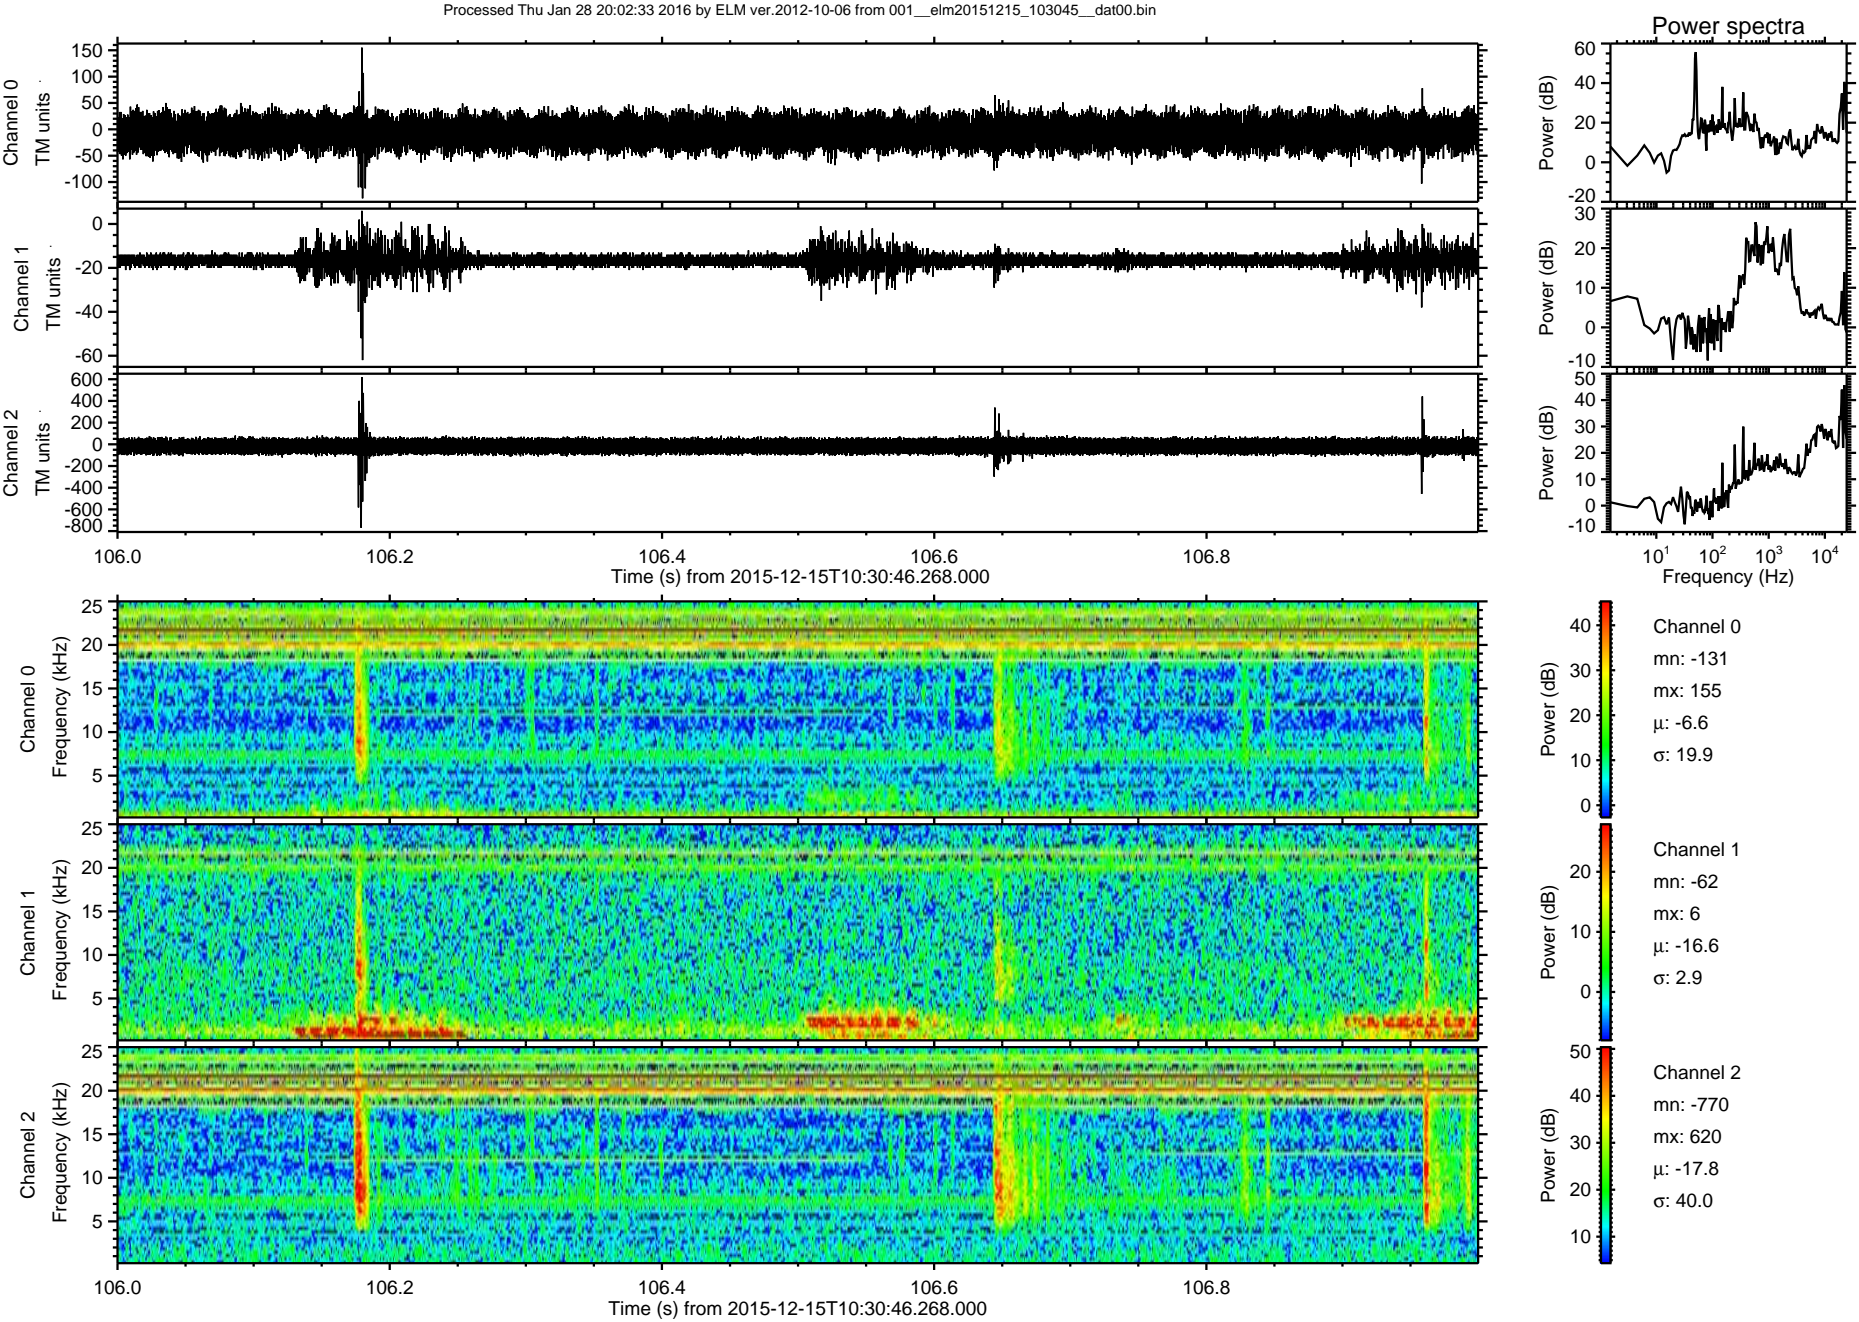 Processed Thu Jan 28 20:02:33 2016 by ELM ver.2012-10-06 from 001__elm20151215_103045__dat00.bin
Power spectra
Channel 0
TM units
150
100
50
0
-50
-100
Power (dB)
60
40
20
0
-20
Channel 1
TM units
0
-20
-40
-60
Power (dB)
30
20
10
0
-10
Channel 2
TM units
600
400
200
0
-200
-400
-600
-800
Power (dB)
50
40
30
20
10
0
-10
106.0 106.2 106.4 106.6 106.8
Time (s) from 2015-12-15T10:30:46.268.000
10^1 10^2 10^3 10^4
Frequency (Hz)
Channel 0
Frequency (kHz)
25
20
15
10
5
Power (dB)
40
30
20
10
0
Channel 0
mn: -131
mx: 155
μ: -6.6
σ: 19.9
Channel 1
Frequency (kHz)
25
20
15
10
5
Power (dB)
20
10
0
Channel 1
mn: -62
mx: 6
μ: -16.6
σ: 2.9
Channel 2
Frequency (kHz)
25
20
15
10
5
Power (dB)
50
40
30
20
10
Channel 2
mn: -770
mx: 620
μ: -17.8
σ: 40.0
106.0 106.2 106.4 106.6 106.8
Time (s) from 2015-12-15T10:30:46.268.000